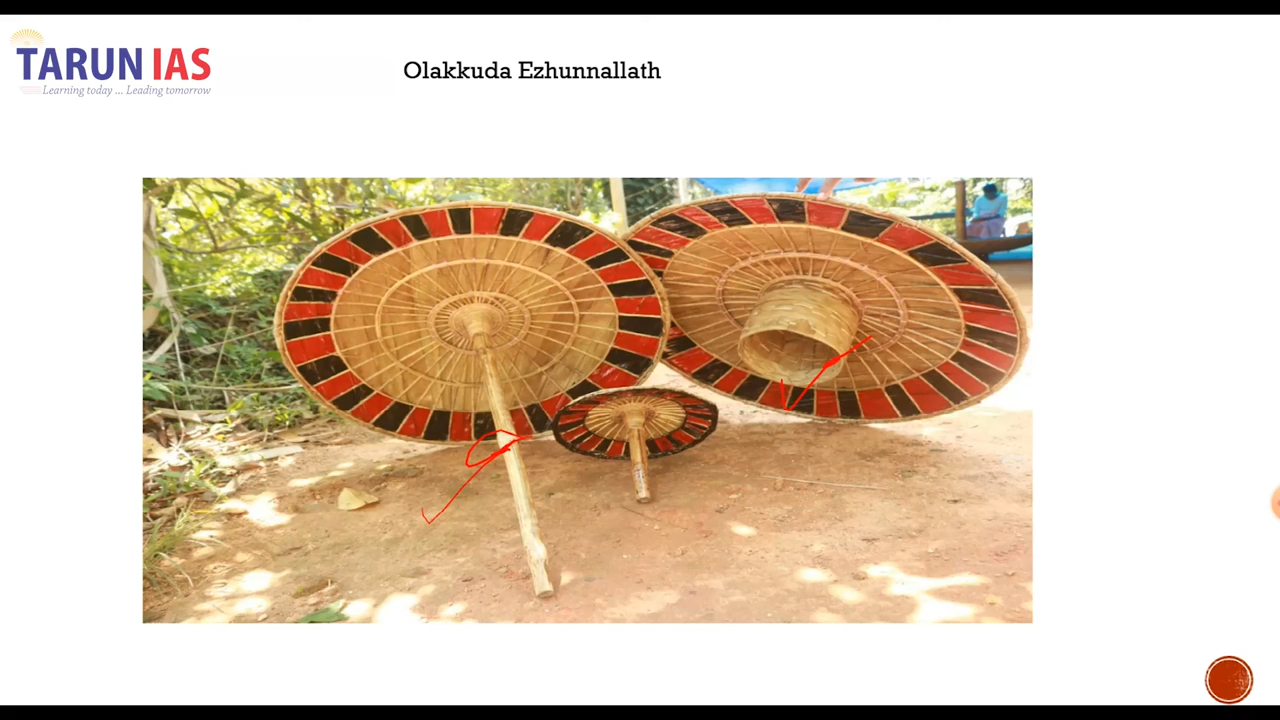 TARUN IAS
Learning today ... Leading tomorrow
Olakkuda Ezhunnallath